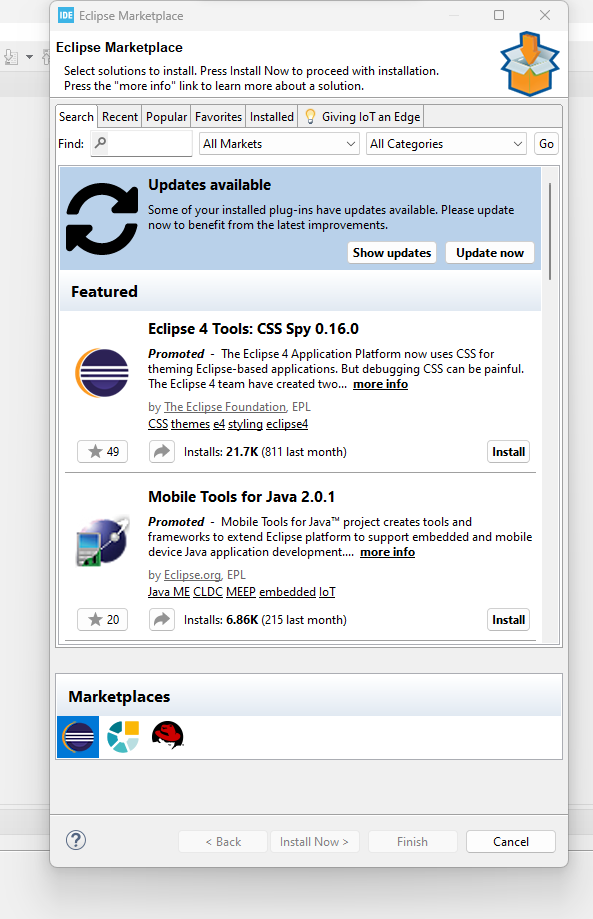 IDE Eclipse Marketplace
Eclipse Marketplace
Select solutions to install. Press Install Now to proceed with installation.
Press the "more info" link to learn more about a solution.
Search Recent Popular Favorites Installed Giving IoT an Edge
Find: All Markets All Categories Go
Updates available
Some of your installed plug-ins have updates available. Please update
now to benefit from the latest improvements.
Show updates Update now
Featured
Eclipse 4 Tools: CSS Spy 0.16.0
Promoted - The Eclipse 4 Application Platform now uses CSS for
theming Eclipse-based applications. But debugging CSS can be painful.
The Eclipse 4 team have created two... more info
by The Eclipse Foundation, EPL
CSS themes e4 styling eclipse4
49 Installs: 21.7K (811 last month) Install
Mobile Tools for Java 2.0.1
Promoted - Mobile Tools for Java™ project creates tools and
frameworks to extend Eclipse platform to support embedded and mobile
device Java application development.... more info
by Eclipse.org, EPL
Java ME CLDC MEEP embedded IoT
20 Installs: 6.86K (215 last month) Install
Marketplaces
? < Back Install Now > Finish Cancel